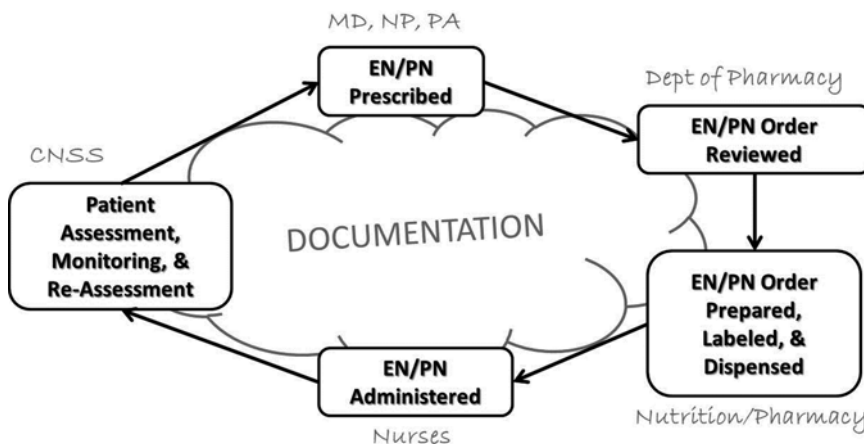 MD, NP, PA
EN/PN
Prescribed
Dept of Pharmacy
EN/PN Order
Reviewed
CNSS
Patient
Assessment,
Monitoring, &
Re-Assessment
DOCUMENTATION
EN/PN Order
Prepared,
Labeled, &
Dispensed
Nutrition/Pharmacy
EN/PN
Administered
Nurses